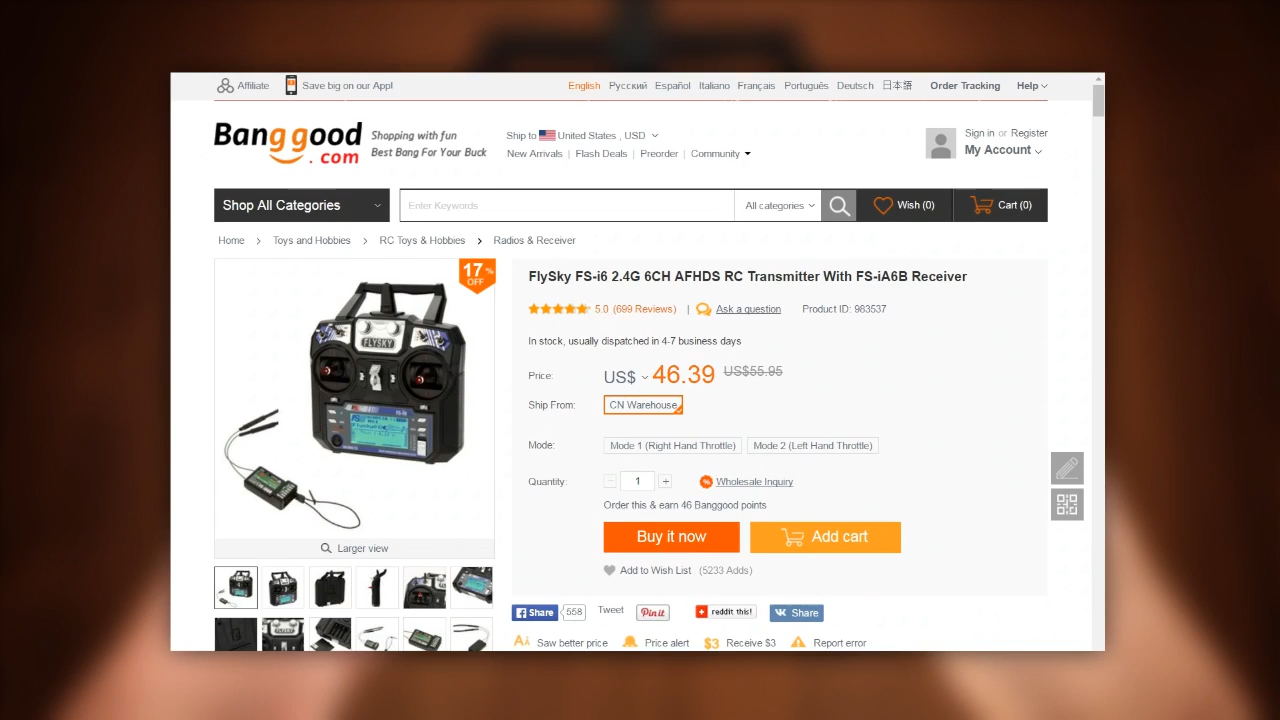 Affiliate Save big on our App! English Русский Español Italiano Français Português Deutsch 日本語 Order Tracking Help
Banggood.com Shopping with fun Best Bang For Your Buck
Ship to United States , USD
New Arrivals | Flash Deals | Preorder | Community
Sign in or Register
My Account
Shop All Categories Enter Keywords All categories Wish (0) Cart (0)
Home > Toys and Hobbies > RC Toys & Hobbies > Radios & Receiver
17% OFF
FLYSKY
FlySky FS-i6 2.4G 6CH AFHDS RC Transmitter With FS-iA6B Receiver
5.0 (699 Reviews) | Ask a question Product ID: 983537
In stock, usually dispatched in 4-7 business days
Price: US$ 46.39 US$55.95
Ship From: CN Warehouse
Mode: Mode 1 (Right Hand Throttle) Mode 2 (Left Hand Throttle)
Quantity: - 1 + Wholesale Inquiry
Order this & earn 46 Banggood points
Buy it now Add cart
Larger view
Add to Wish List (5233 Adds)
Share 558 Tweet Pin it reddit this! Share
Saw better price Price alert $3 Receive $3 Report error